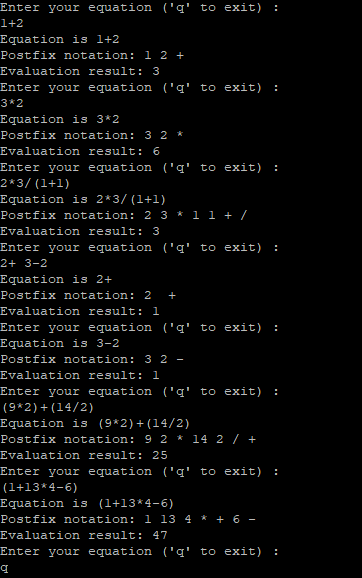 Enter your equation ('q' to exit) :
1+2
Equation is 1+2
Postfix notation: 1 2 +
Evaluation result: 3
Enter your equation ('q' to exit) :
3*2
Equation is 3*2
Postfix notation: 3 2 *
Evaluation result: 6
Enter your equation ('q' to exit) :
2*3/(1+1)
Equation is 2*3/(1+1)
Postfix notation: 2 3 * 1 1 + /
Evaluation result: 3
Enter your equation ('q' to exit) :
2+ 3-2
Equation is 2+
Postfix notation: 2  +
Evaluation result: 1
Enter your equation ('q' to exit) :
Equation is 3-2
Postfix notation: 3 2 -
Evaluation result: 1
Enter your equation ('q' to exit) :
(9*2)+(14/2)
Equation is (9*2)+(14/2)
Postfix notation: 9 2 * 14 2 / +
Evaluation result: 25
Enter your equation ('q' to exit) :
(1+13*4-6)
Equation is (1+13*4-6)
Postfix notation: 1 13 4 * + 6 -
Evaluation result: 47
Enter your equation ('q' to exit) :
q